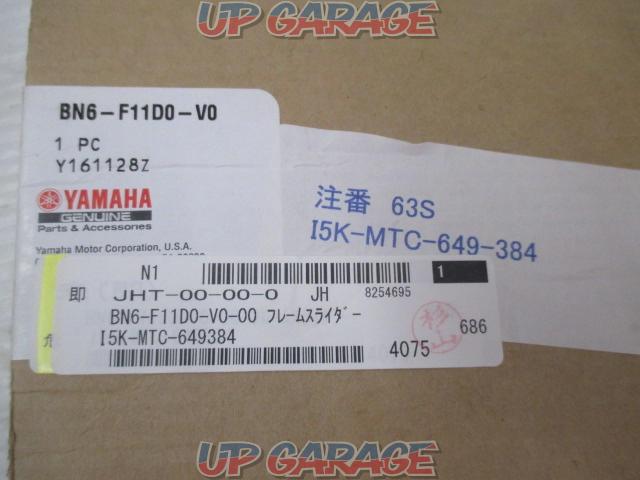 UP GARAGE
BN6-F11D0-V0
1 PC
Y161128Z
YAMAHA
GENUINE
Parts & Accessories
Yamaha Motor Corporation, U.S.A.
注番 63S
I5K-MTC-649-384
N1
1
即 JHT-00-00-0 JH 8254695
BN6-F11D0-V0-00 フレームスライダー
686
I5K-MTC-649384
4075
UP GARAGE